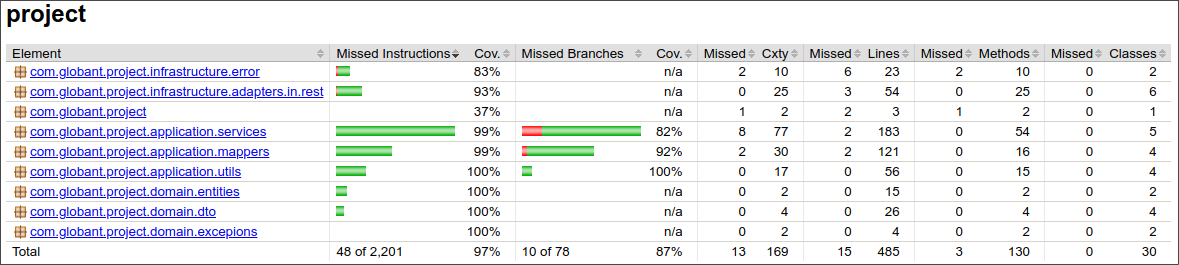 project
Element Missed Instructions Cov. Missed Branches Cov. Missed Cxty Missed Lines Missed Methods Missed Classes
com.globant.project.infrastructure.error 83% n/a 2 10 6 23 2 10 0 2
com.globant.project.infrastructure.adapters.in.rest 93% n/a 0 25 3 54 0 25 0 6
com.globant.project 37% n/a 1 2 2 3 1 2 0 1
com.globant.project.application.services 99% 82% 8 77 2 183 0 54 0 5
com.globant.project.application.mappers 99% 92% 2 30 2 121 0 16 0 4
com.globant.project.application.utils 100% 100% 0 17 0 56 0 15 0 4
com.globant.project.domain.entities 100% n/a 0 2 0 15 0 2 0 2
com.globant.project.domain.dto 100% n/a 0 4 0 26 0 4 0 4
com.globant.project.domain.excepions 100% n/a 0 2 0 4 0 2 0 2
Total 48 of 2,201 97% 10 of 78 87% 13 169 15 485 3 130 0 30